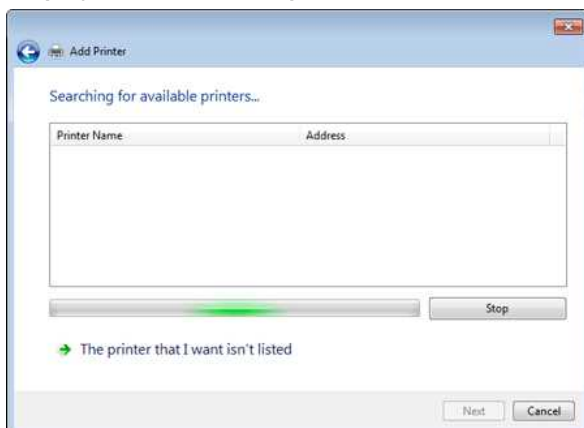 Add Printer
Searching for available printers...
Printer Name Address
Stop
The printer that I want isn't listed
Next Cancel